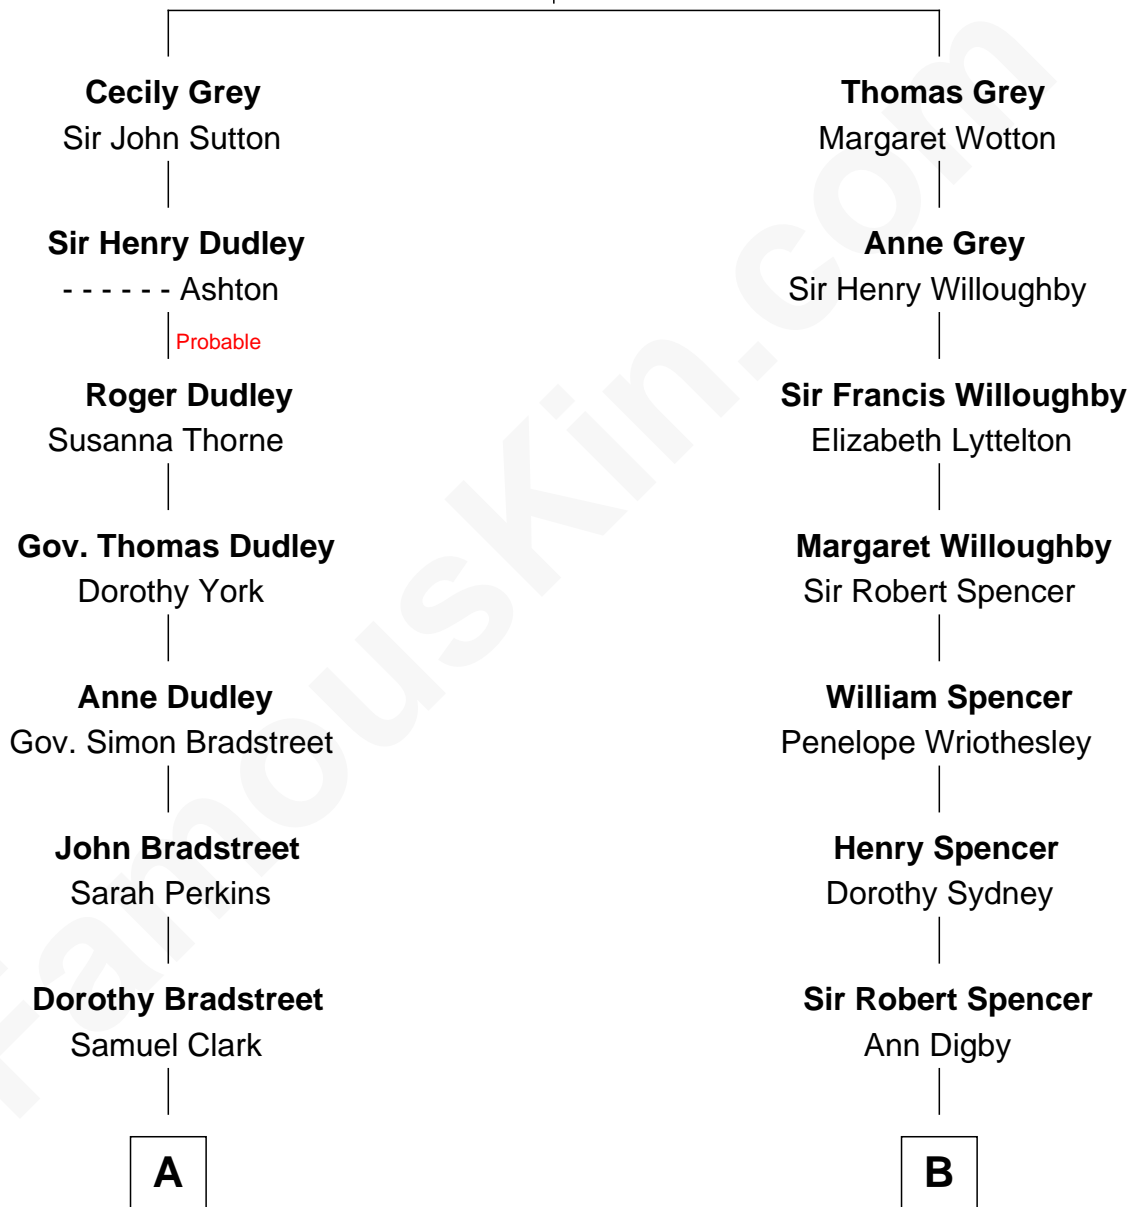 Cecily Grey
Sir John Sutton
Thomas Grey
Margaret Wotton
Sir Henry Dudley
- - - - - - Ashton
Anne Grey
Sir Henry Willoughby
Probable
Roger Dudley
Susanna Thorne
Sir Francis Willoughby
Elizabeth Lyttelton
Gov. Thomas Dudley
Dorothy York
Margaret Willoughby
Sir Robert Spencer
Anne Dudley
Gov. Simon Bradstreet
William Spencer
Penelope Wriothesley
John Bradstreet
Sarah Perkins
Henry Spencer
Dorothy Sydney
Dorothy Bradstreet
Samuel Clark
Sir Robert Spencer
Ann Digby
A
B
FamousKin.com